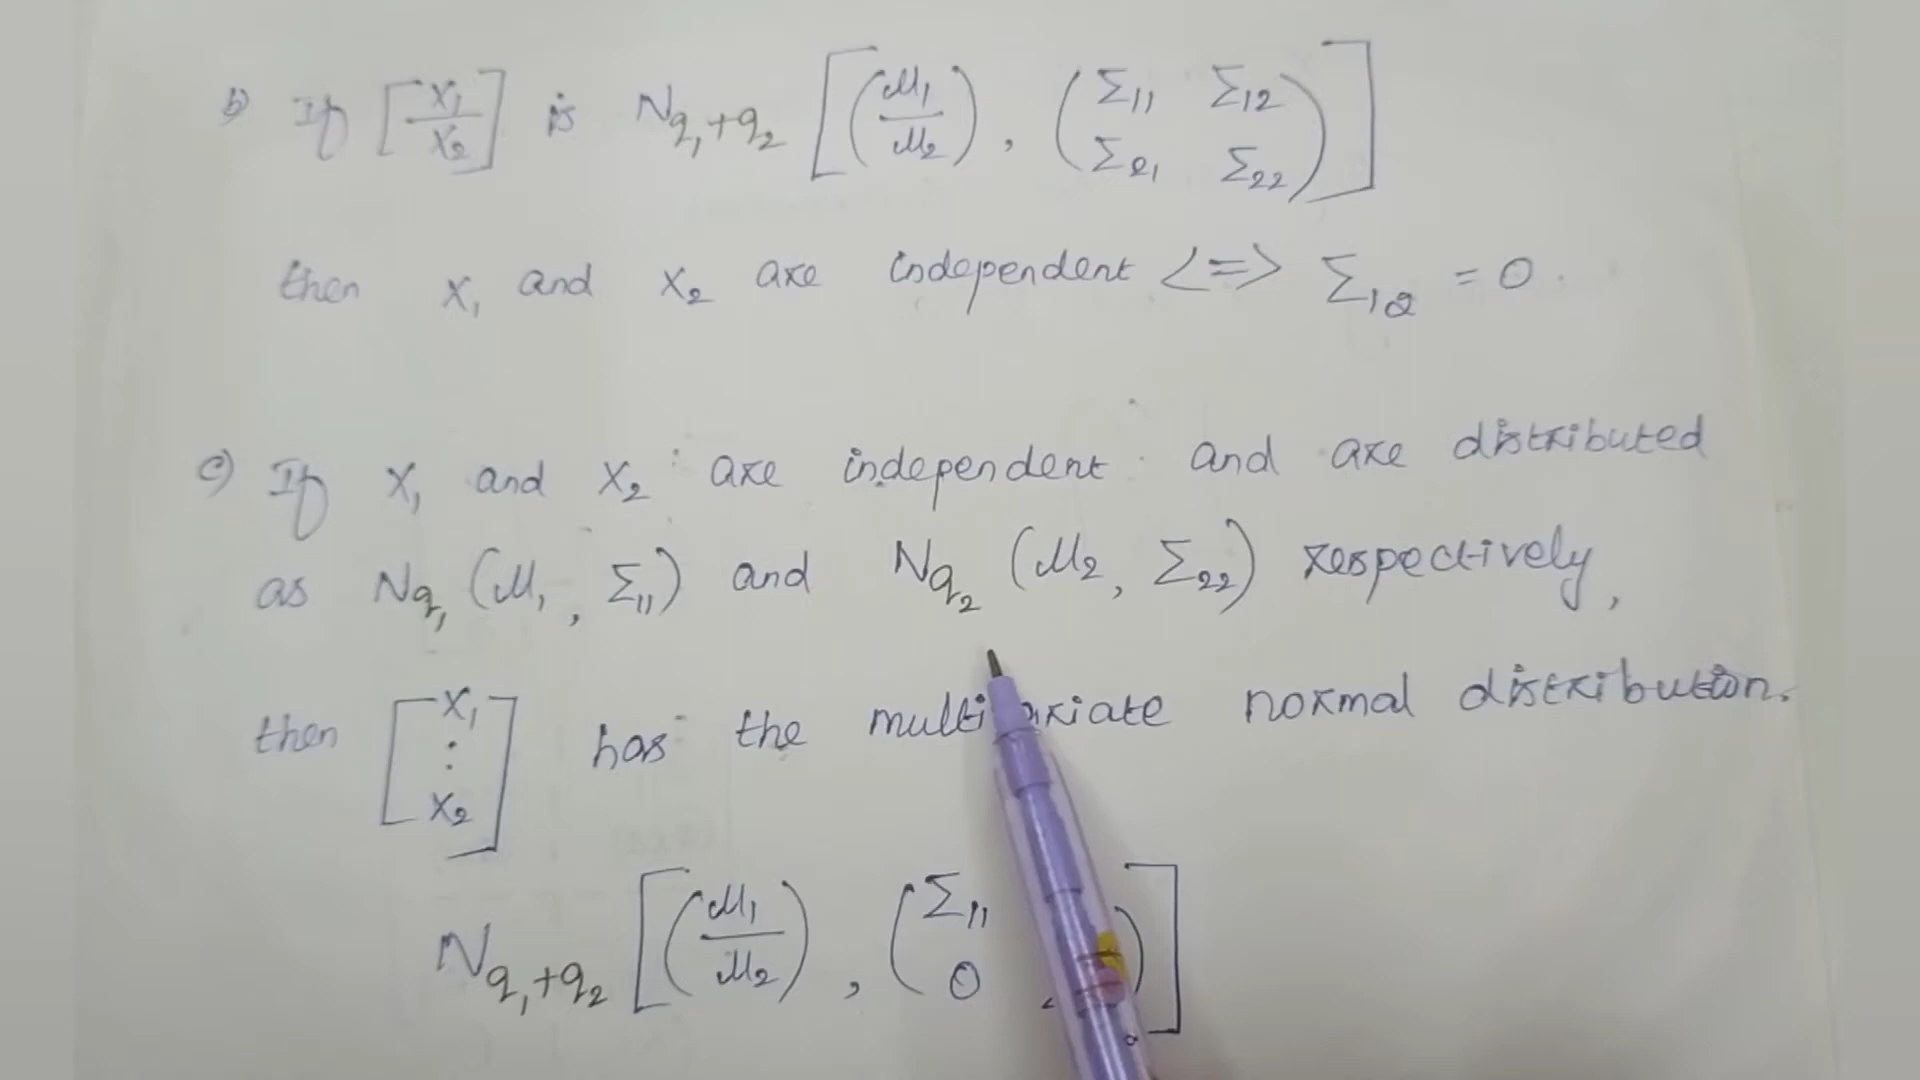 b) If [X1/X2] is Nq1+q2 [(μ1/μ2), (Σ11 Σ12
Σ21 Σ22)]
then X1 and X2 are independent <=> Σ12 = 0.
c) If X1 and X2 are independent and are distributed
as Nq1 (μ1, Σ11) and Nq2 (μ2, Σ22) respectively,
then [X1 : X2] has the normal distribution.
Nq1+q2 [(μ1/μ2), (Σ11
0 )]